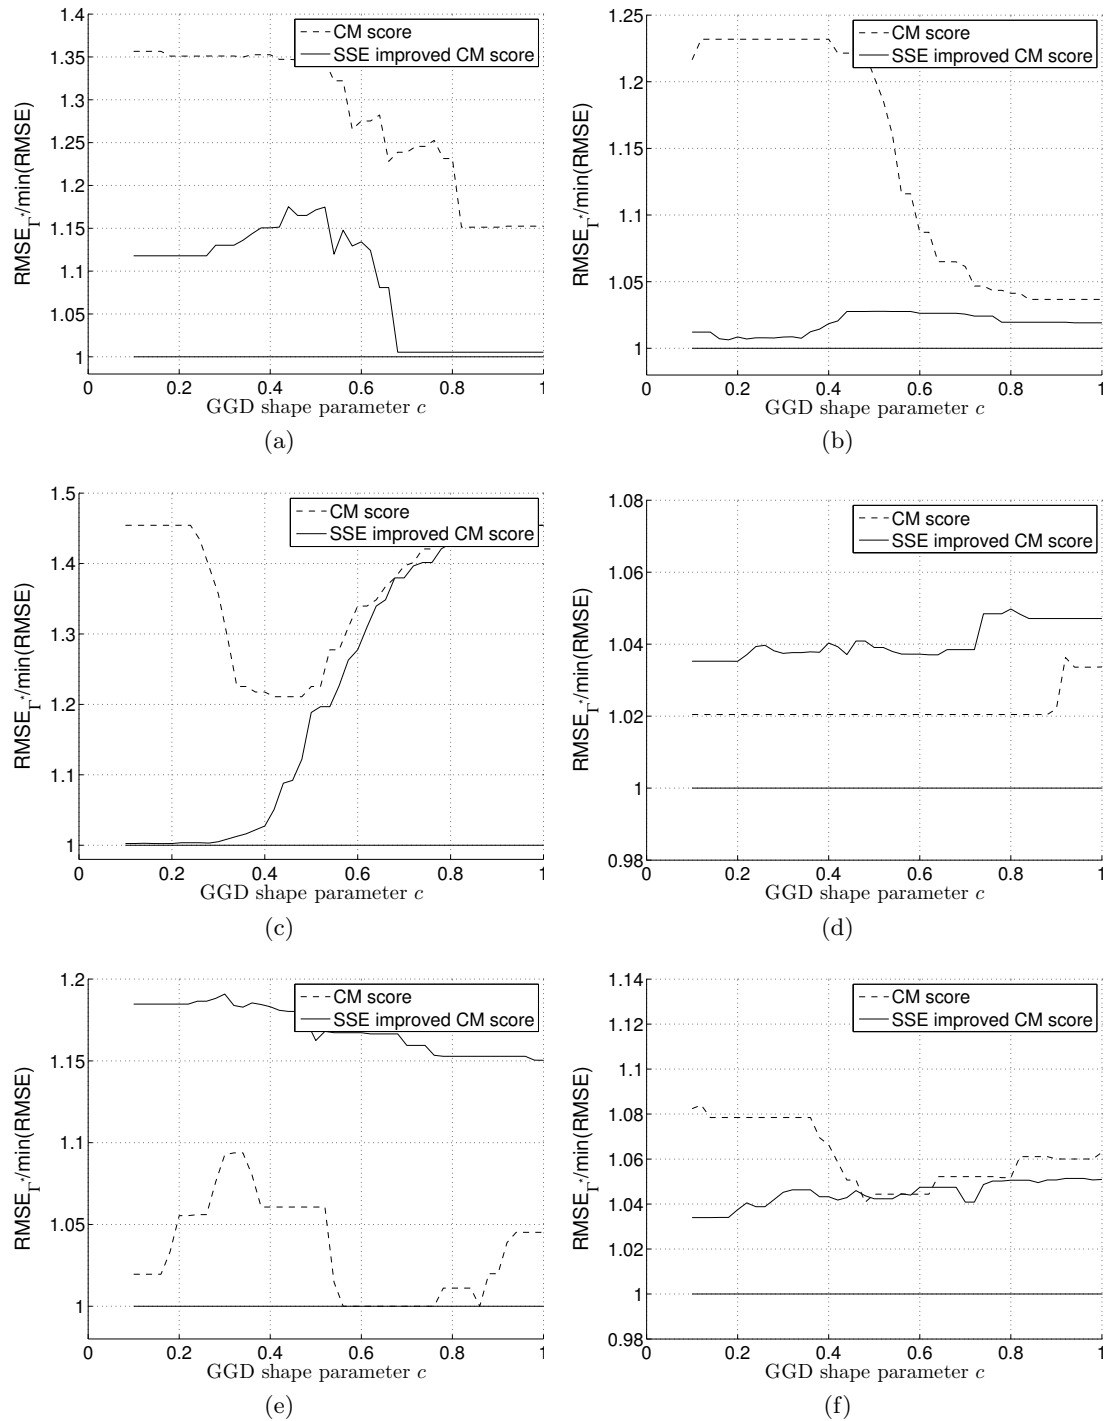 1.4
1.35
1.3
1.25
1.2
1.15
1.1
1.05
1
0
0.2
0.4
0.6
0.8
1
CM score
SSE improved CM score
RMSE_Γ*/min(RMSE)
GGD shape parameter c
(a)
1.25
1.2
1.15
1.1
1.05
1
0
0.2
0.4
0.6
0.8
1
CM score
SSE improved CM score
RMSE_Γ*/min(RMSE)
GGD shape parameter c
(b)
1.5
1.4
1.3
1.2
1.1
1
0
0.2
0.4
0.6
0.8
1
CM score
SSE improved CM score
RMSE_Γ*/min(RMSE)
GGD shape parameter c
(c)
1.08
1.06
1.04
1.02
1
0.98
0
0.2
0.4
0.6
0.8
1
CM score
SSE improved CM score
RMSE_Γ*/min(RMSE)
GGD shape parameter c
(d)
1.2
1.15
1.1
1.05
1
0
0.2
0.4
0.6
0.8
1
CM score
SSE improved CM score
RMSE_Γ*/min(RMSE)
GGD shape parameter c
(e)
1.14
1.12
1.1
1.08
1.06
1.04
1.02
1
0.98
0
0.2
0.4
0.6
0.8
1
CM score
SSE improved CM score
RMSE_Γ*/min(RMSE)
GGD shape parameter c
(f)